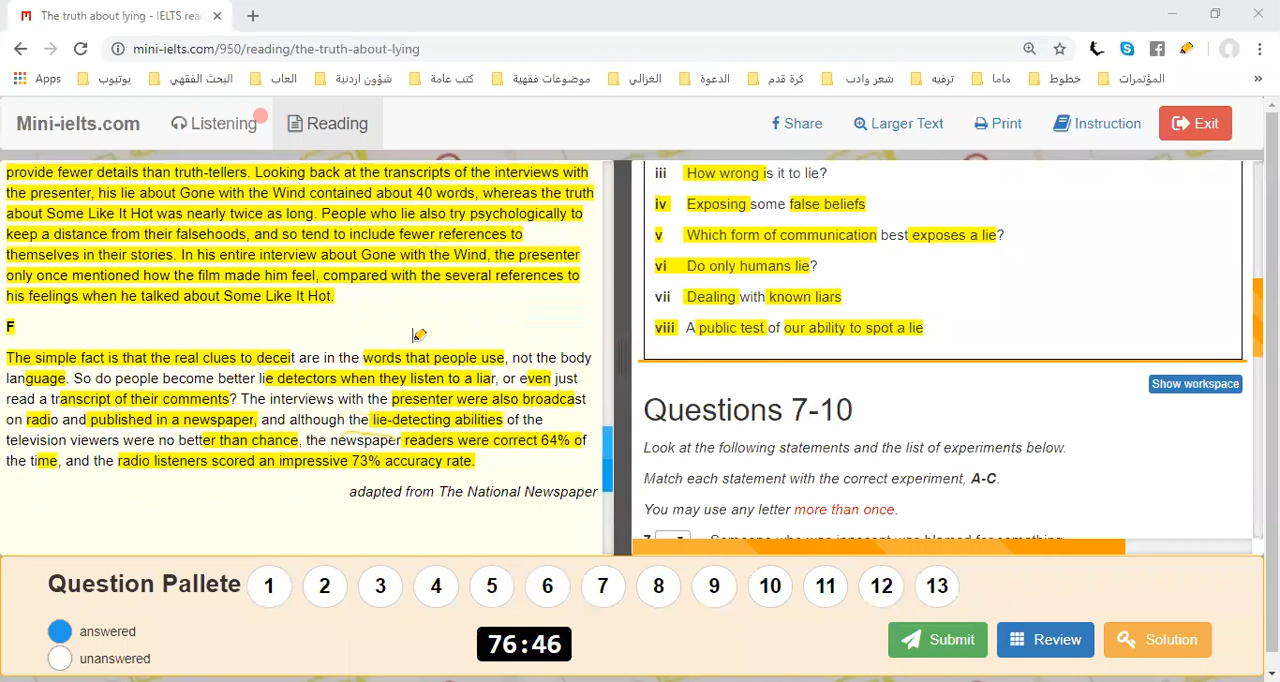 The truth about lying - IELTS rea
mini-ielts.com/950/reading/the-truth-about-lying
Apps يوتيوب البحث الفقهي العاب شؤون اردنية كتب عامة موضوعات فقهية الغزالي الدعوة كرة قدم شعر وادب ترفيه ماما خطوط المؤتمرات »
Mini-ielts.com Listening Reading Share Larger Text Print Instruction Exit
provide fewer details than truth-tellers. Looking back at the transcripts of the interviews with
the presenter, his lie about Gone with the Wind contained about 40 words, whereas the truth
about Some Like It Hot was nearly twice as long. People who lie also try psychologically to
keep a distance from their falsehoods, and so tend to include fewer references to
themselves in their stories. In his entire interview about Gone with the Wind, the presenter
only once mentioned how the film made him feel, compared with the several references to
his feelings when he talked about Some Like It Hot.
F
The simple fact is that the real clues to deceit are in the words that people use, not the body
language. So do people become better lie detectors when they listen to a liar, or even just
read a transcript of their comments? The interviews with the presenter were also broadcast
on radio and published in a newspaper, and although the lie-detecting abilities of the
television viewers were no better than chance, the newspaper readers were correct 64% of
the time, and the radio listeners scored an impressive 73% accuracy rate.
adapted from The National Newspaper
iii How wrong is it to lie?
iv Exposing some false beliefs
v Which form of communication best exposes a lie?
vi Do only humans lie?
vii Dealing with known liars
viii A public test of our ability to spot a lie
Show workspace
Questions 7-10
Look at the following statements and the list of experiments below.
Match each statement with the correct experiment, A-C.
You may use any letter more than once.
7 Someone who was innocent was blamed for something
Question Pallete 1 2 3 4 5 6 7 8 9 10 11 12 13
answered
unanswered
76:46
Submit Review Solution